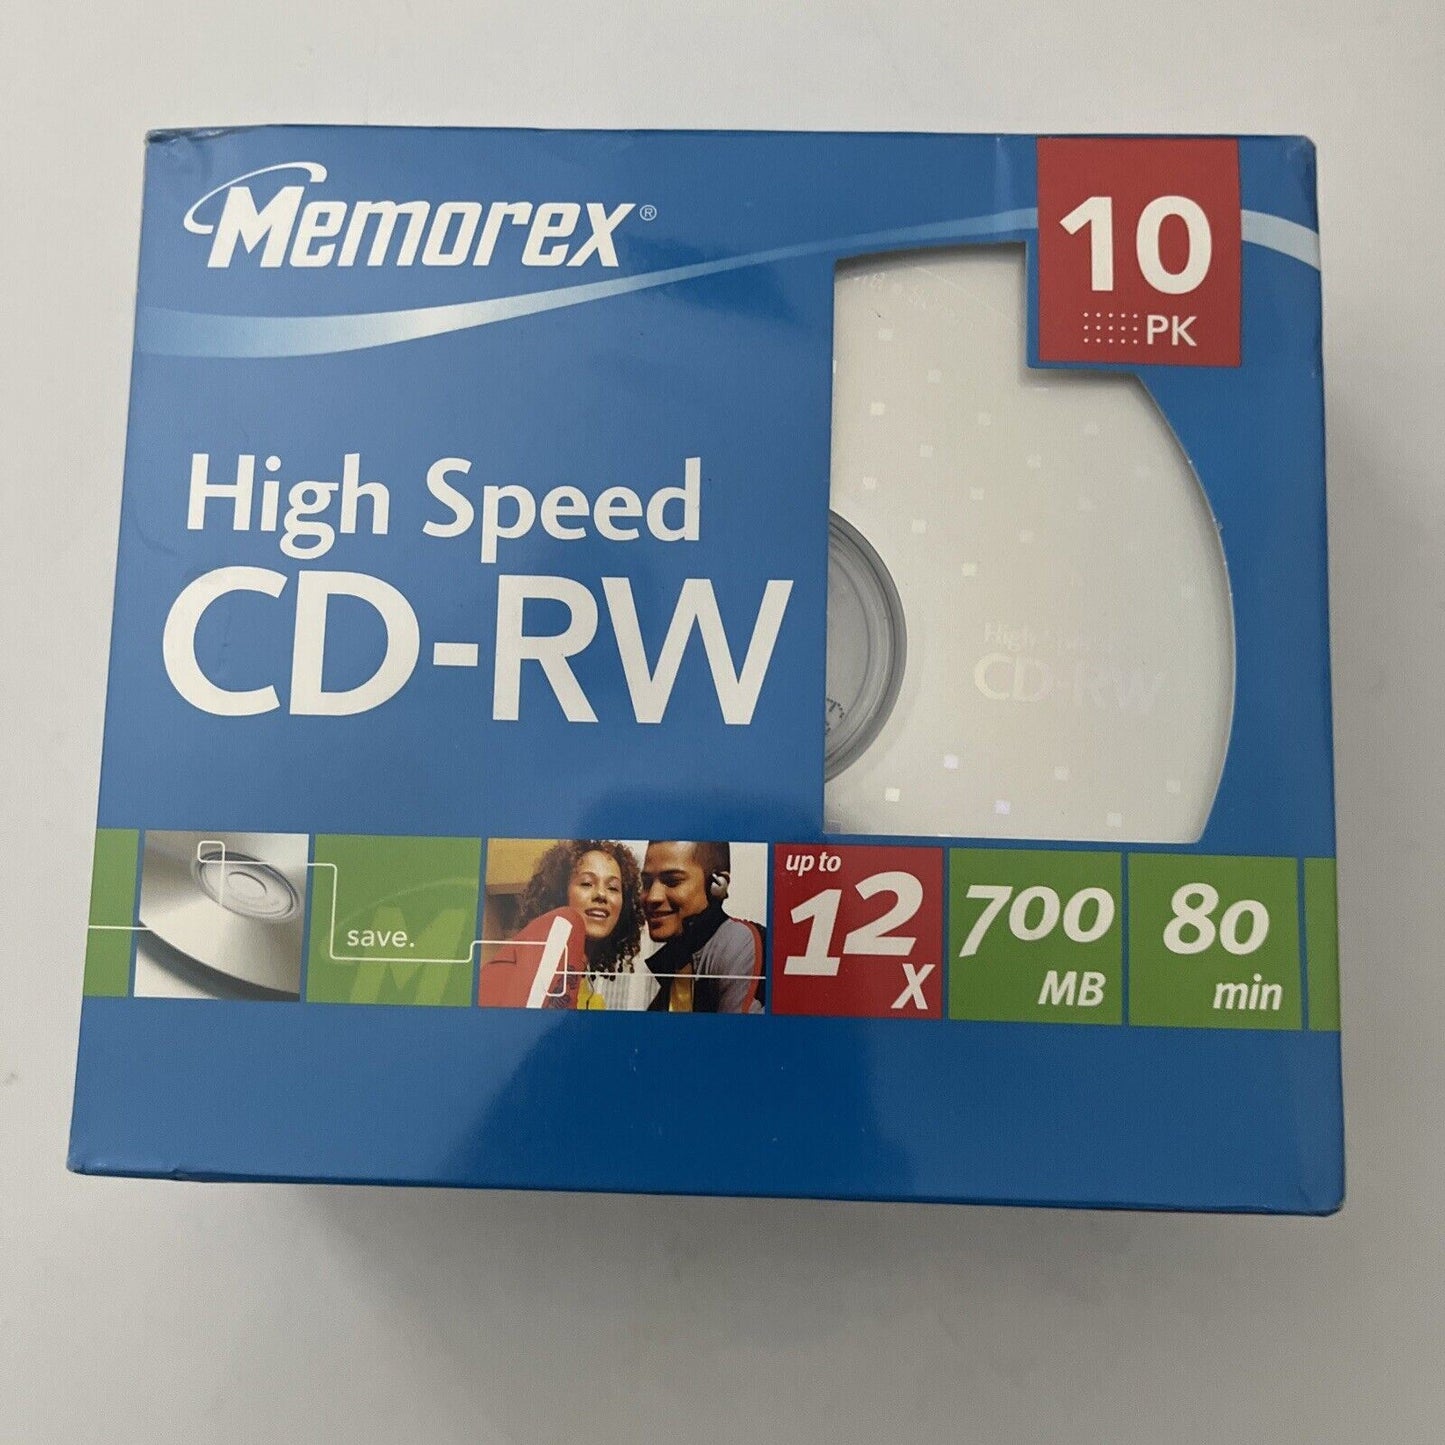 Memorex®
10
PK
High Speed
CD-RW
High Speed
CD-RW
save.
up to
12
X
700
MB
80
min